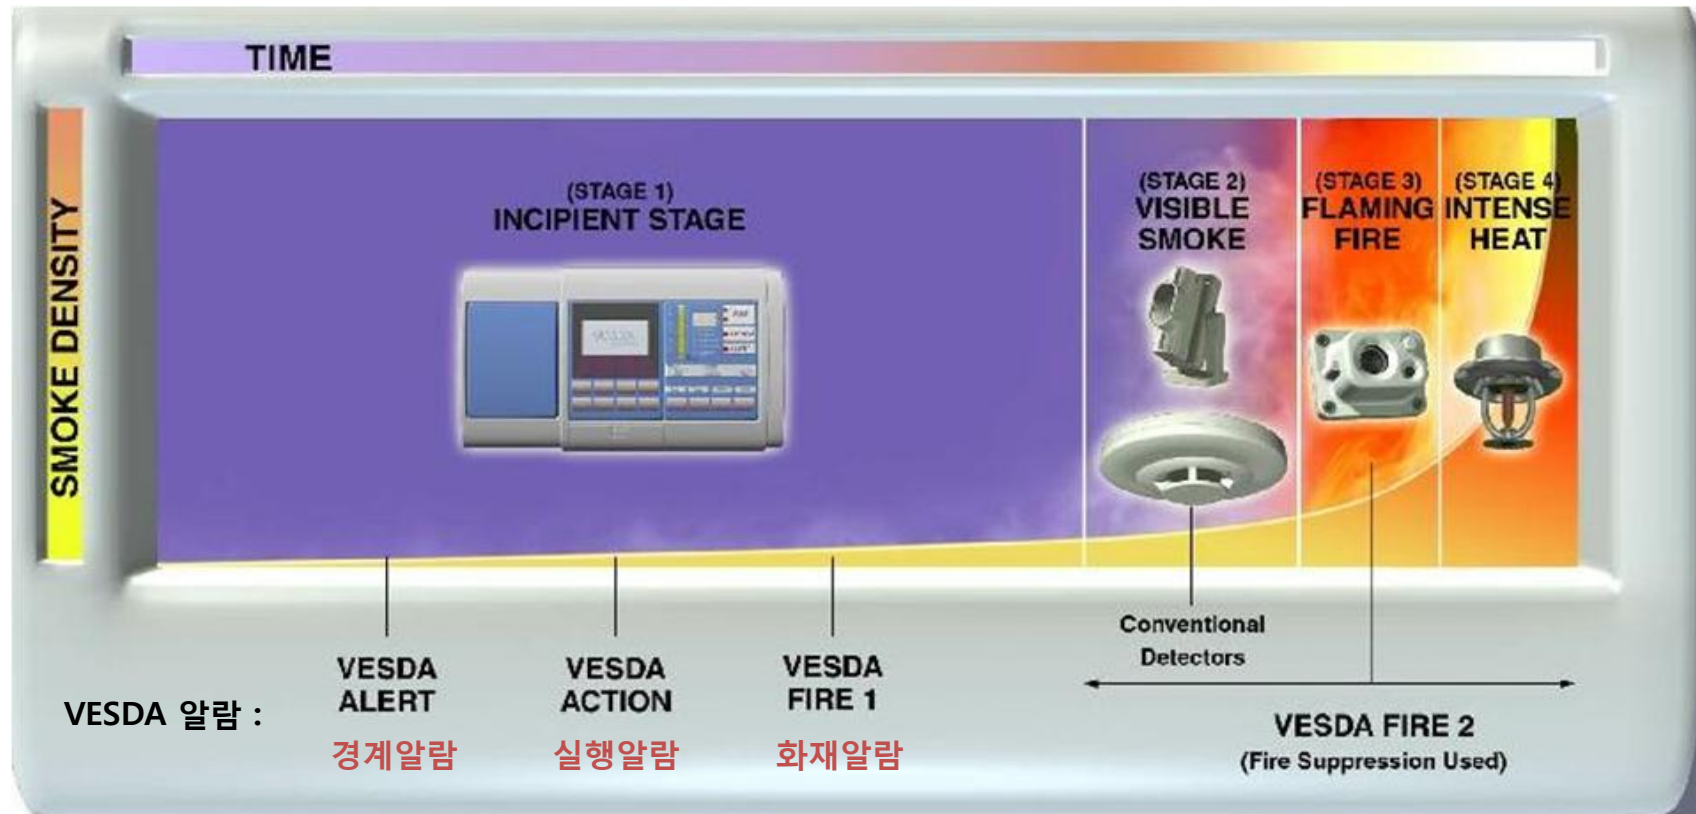 TIME
SMOKE DENSITY
(STAGE 1)
INCIPIENT STAGE
(STAGE 2)
VISIBLE
SMOKE
(STAGE 3)
FLAMING
FIRE
(STAGE 4)
INTENSE
HEAT
Conventional
Detectors
VESDA
ALERT
VESDA
ACTION
VESDA
FIRE 1
VESDA 알람 :
경계알람
실행알람
화재알람
VESDA FIRE 2
(Fire Suppression Used)